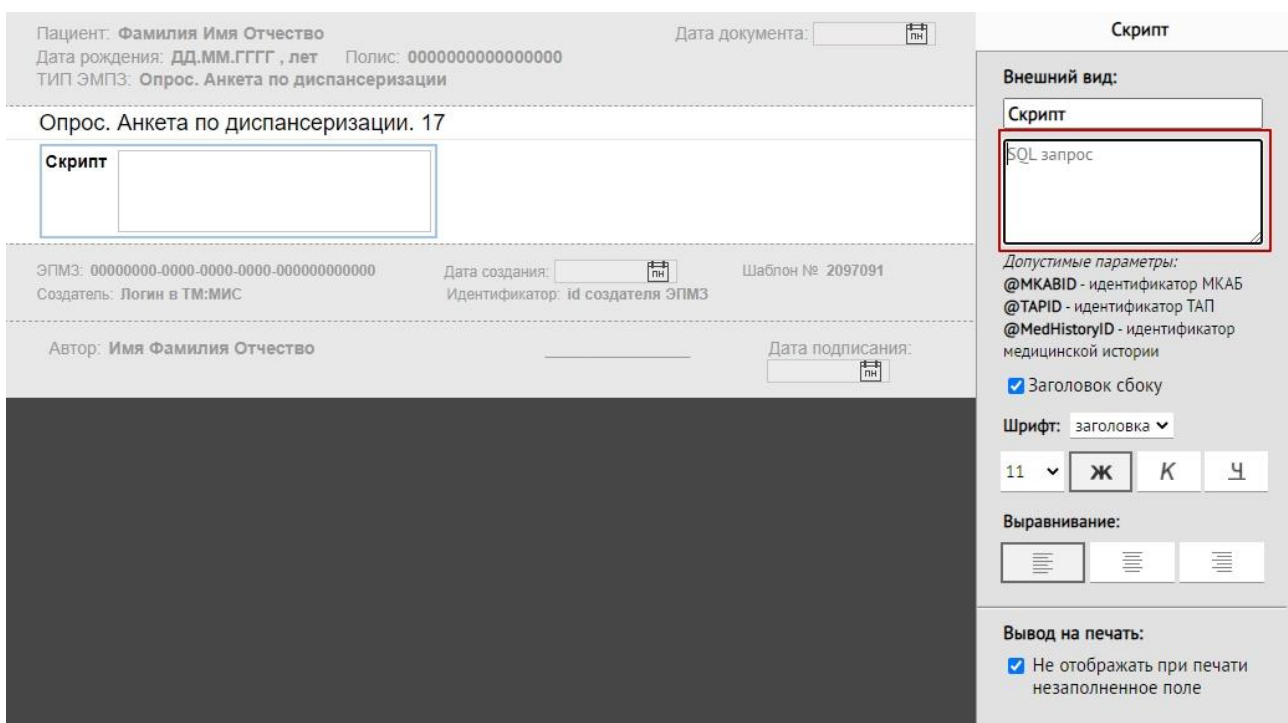 Пациент: Фамилия Имя Отчество Дата документа: пн
Дата рождения: ДД.ММ.ГГГГ , лет Полис: 0000000000000000
ТИП ЭМПЗ: Опрос. Анкета по диспансеризации
Опрос. Анкета по диспансеризации. 17
Скрипт
ЭПМЗ: 00000000-0000-0000-0000-000000000000 Дата создания: пн Шаблон № 2097091
Создатель: Логин в ТМ:МИС Идентификатор: id создателя ЭПМЗ
Автор: Имя Фамилия Отчество Дата подписания:
пн
Скрипт
Внешний вид:
Скрипт
SQL запрос
Допустимые параметры:
@MKABID - идентификатор МКАБ
@TAPID - идентификатор ТАП
@MedHistoryID - идентификатор
медицинской истории
Заголовок сбоку
Шрифт: заголовка
11 Ж К Ч
Выравнивание:
Вывод на печать:
Не отображать при печати
незаполненное поле